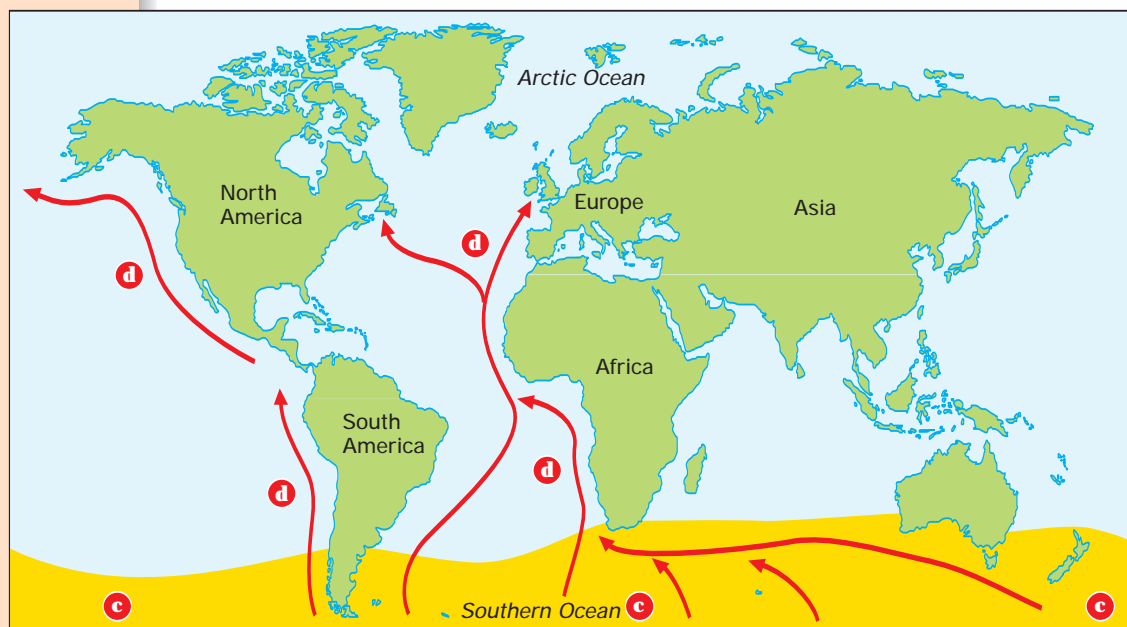 Arctic Ocean
North
America
Europe
Asia
d
d
Africa
South
America
d
d
Southern Ocean
c
c
c